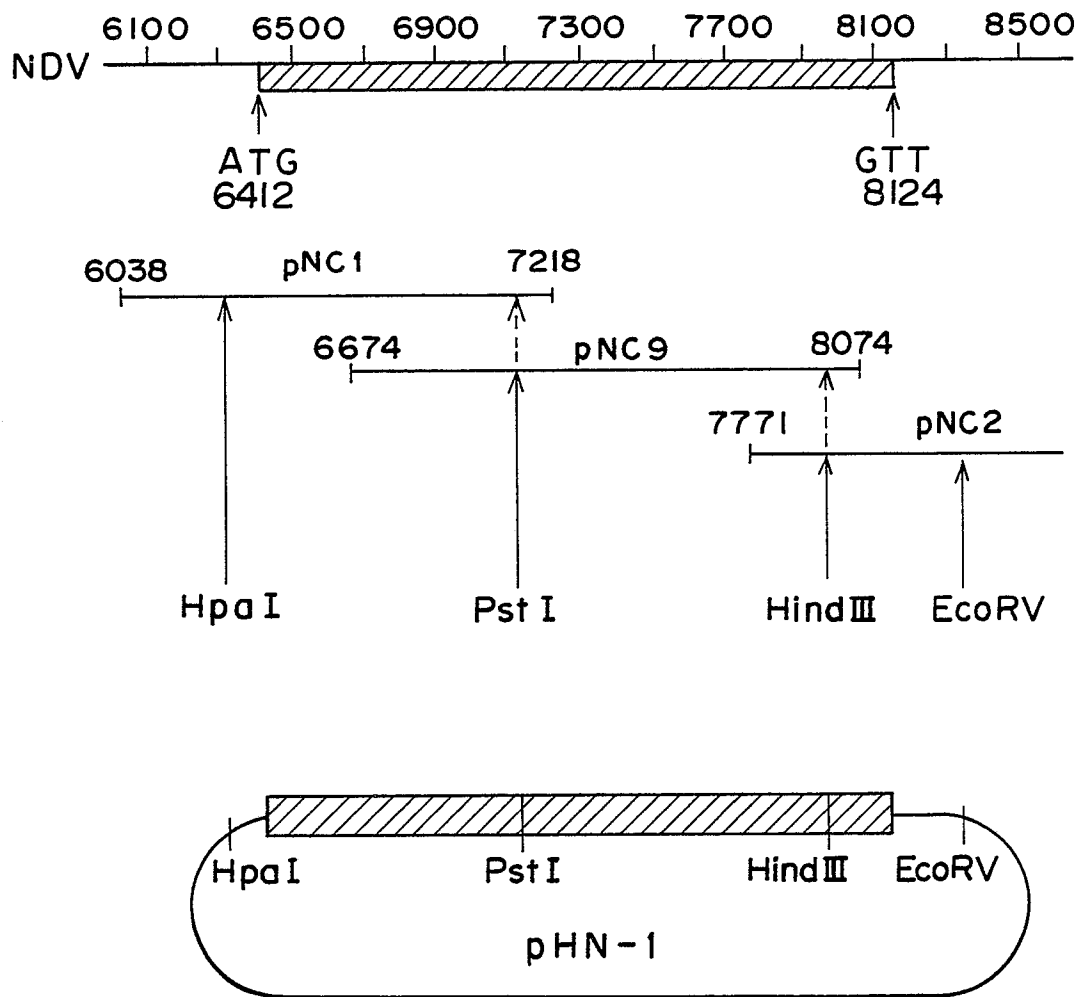 6100 6500 6900 7300 7700 8100 8500
NDV
ATG GTT
6412 8124
6038 pNC1 7218
6674 pNC9 8074
7771 pNC2
HpaI PstI HindIII EcoRV
HpaI PstI HindIII EcoRV
pHN-1